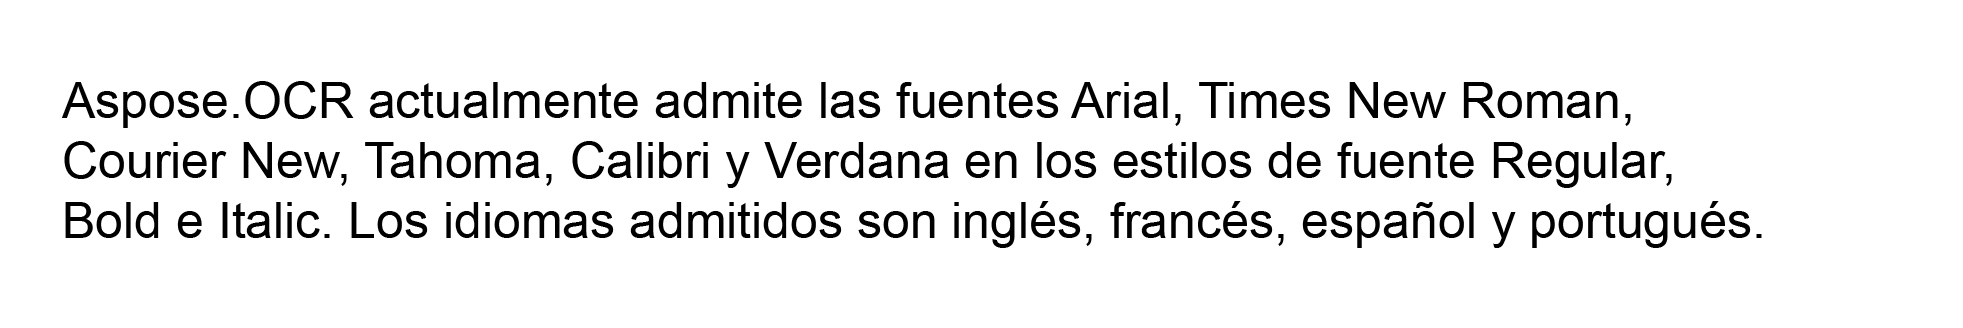 Aspose.OCR actualmente admite las fuentes Arial, Times New Roman,
Courier New, Tahoma, Calibri y Verdana en los estilos de fuente Regular,
Bold e Italic. Los idiomas admitidos son inglés, francés, español y portugués.